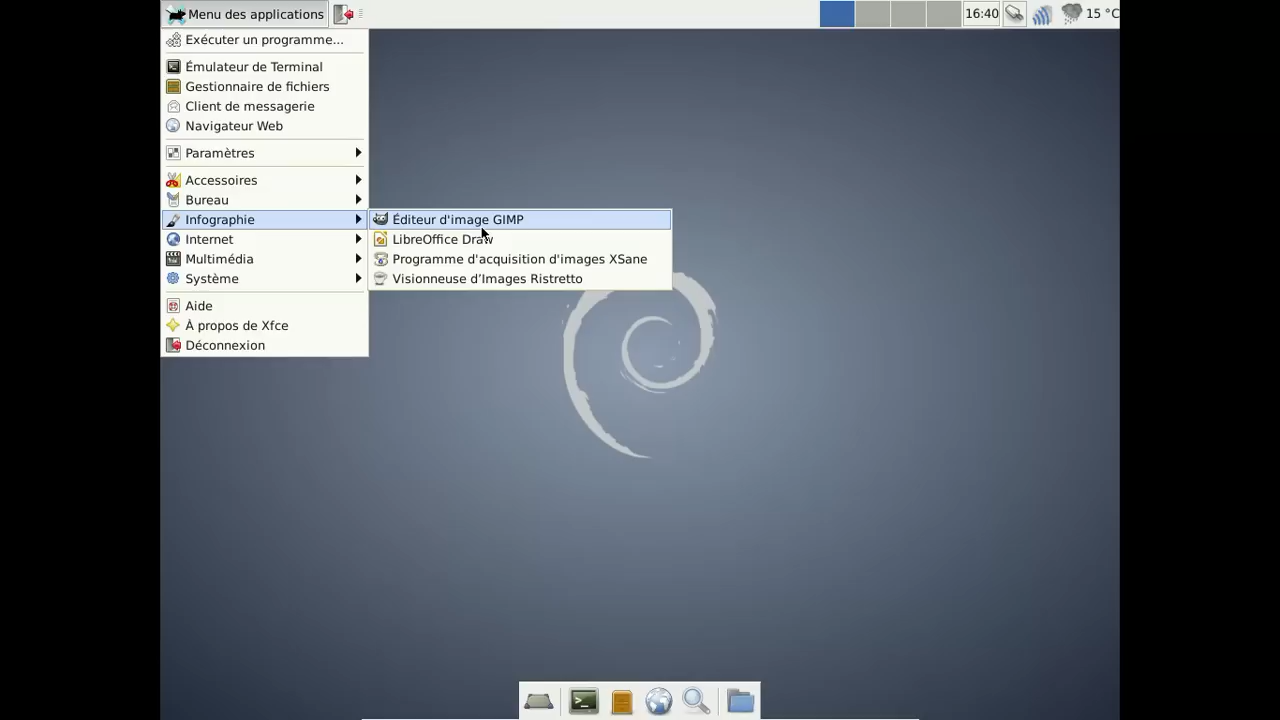 Menu des applications
16:40
15 °C
Exécuter un programme...
Émulateur de Terminal
Gestionnaire de fichiers
Client de messagerie
Navigateur Web
Paramètres
Accessoires
Bureau
Infographie
Internet
Multimédia
Système
Aide
À propos de Xfce
Déconnexion
Éditeur d'image GIMP
LibreOffice Draw
Programme d'acquisition d'images XSane
Visionneuse d’Images Ristretto